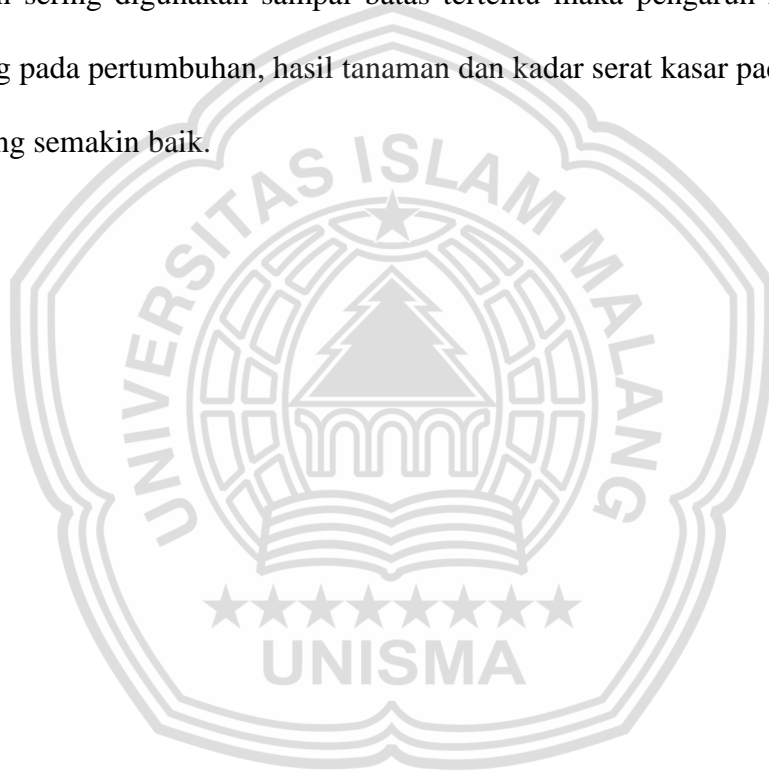 sering digunakan sampai batas tertentu maka pengaruh
pada pertumbuhan, hasil tanaman dan kadar serat kasar
semakin baik.
UNIVERSITAS ISLAM MALANG
UNISMA